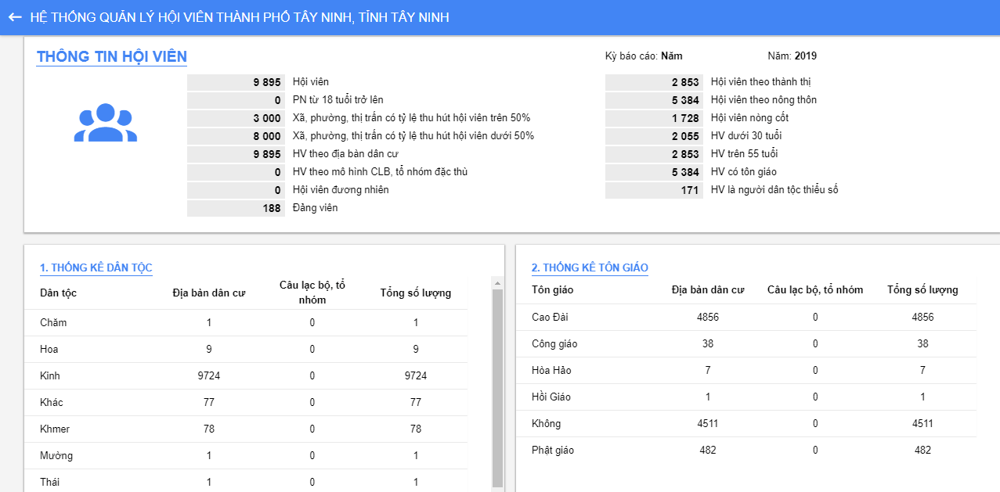 HỆ THỐNG QUẢN LÝ HỘI VIÊN THÀNH PHỐ TÂY NINH, TỈNH TÂY NINH
THÔNG TIN HỘI VIÊN
Kỳ báo cáo: Năm Năm: 2019
9 895 Hội viên
0 PN từ 18 tuổi trở lên
3 000 Xã, phường, thị trấn có tỷ lệ thu hút hội viên trên 50%
8 000 Xã, phường, thị trấn có tỷ lệ thu hút hội viên dưới 50%
9 895 HV theo địa bàn dân cư
0 HV theo mô hình CLB, tổ nhóm đặc thù
0 Hội viên đương nhiên
188 Đảng viên
2 853 Hội viên theo thành thị
5 384 Hội viên theo nông thôn
1 728 Hội viên nòng cốt
2 055 HV dưới 30 tuổi
2 853 HV trên 55 tuổi
5 384 HV có tôn giáo
171 HV là người dân tộc thiểu số
1. THỐNG KÊ DÂN TỘC
Dân tộc Địa bàn dân cư Câu lạc bộ, tổ nhóm Tổng số lượng
Chăm 1 0 1
Hoa 9 0 9
Kinh 9724 0 9724
Khác 77 0 77
Khmer 78 0 78
Mường 1 0 1
Thái 1 0 1
2. THỐNG KÊ TÔN GIÁO
Tôn giáo Địa bàn dân cư Câu lạc bộ, tổ nhóm Tổng số lượng
Cao Đài 4856 0 4856
Công giáo 38 0 38
Hòa Hảo 7 0 7
Hồi Giáo 1 0 1
Không 4511 0 4511
Phật giáo 482 0 482